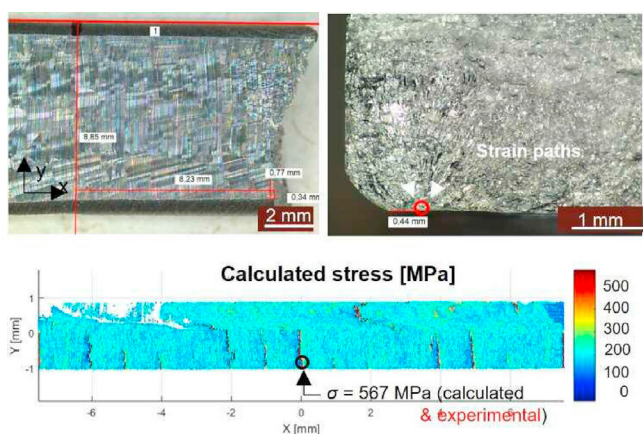 1
8.85 mm
y
x
8.23 mm
0.77 mm
0.34 mm
2 mm
Strain paths
0.44 mm
1 mm
Calculated stress [MPa]
Y [mm]
1
0
-1
-6
-4
-2
0
2
X [mm]
σ = 567 MPa (calculated
& experimental)
500
400
300
200
100
0